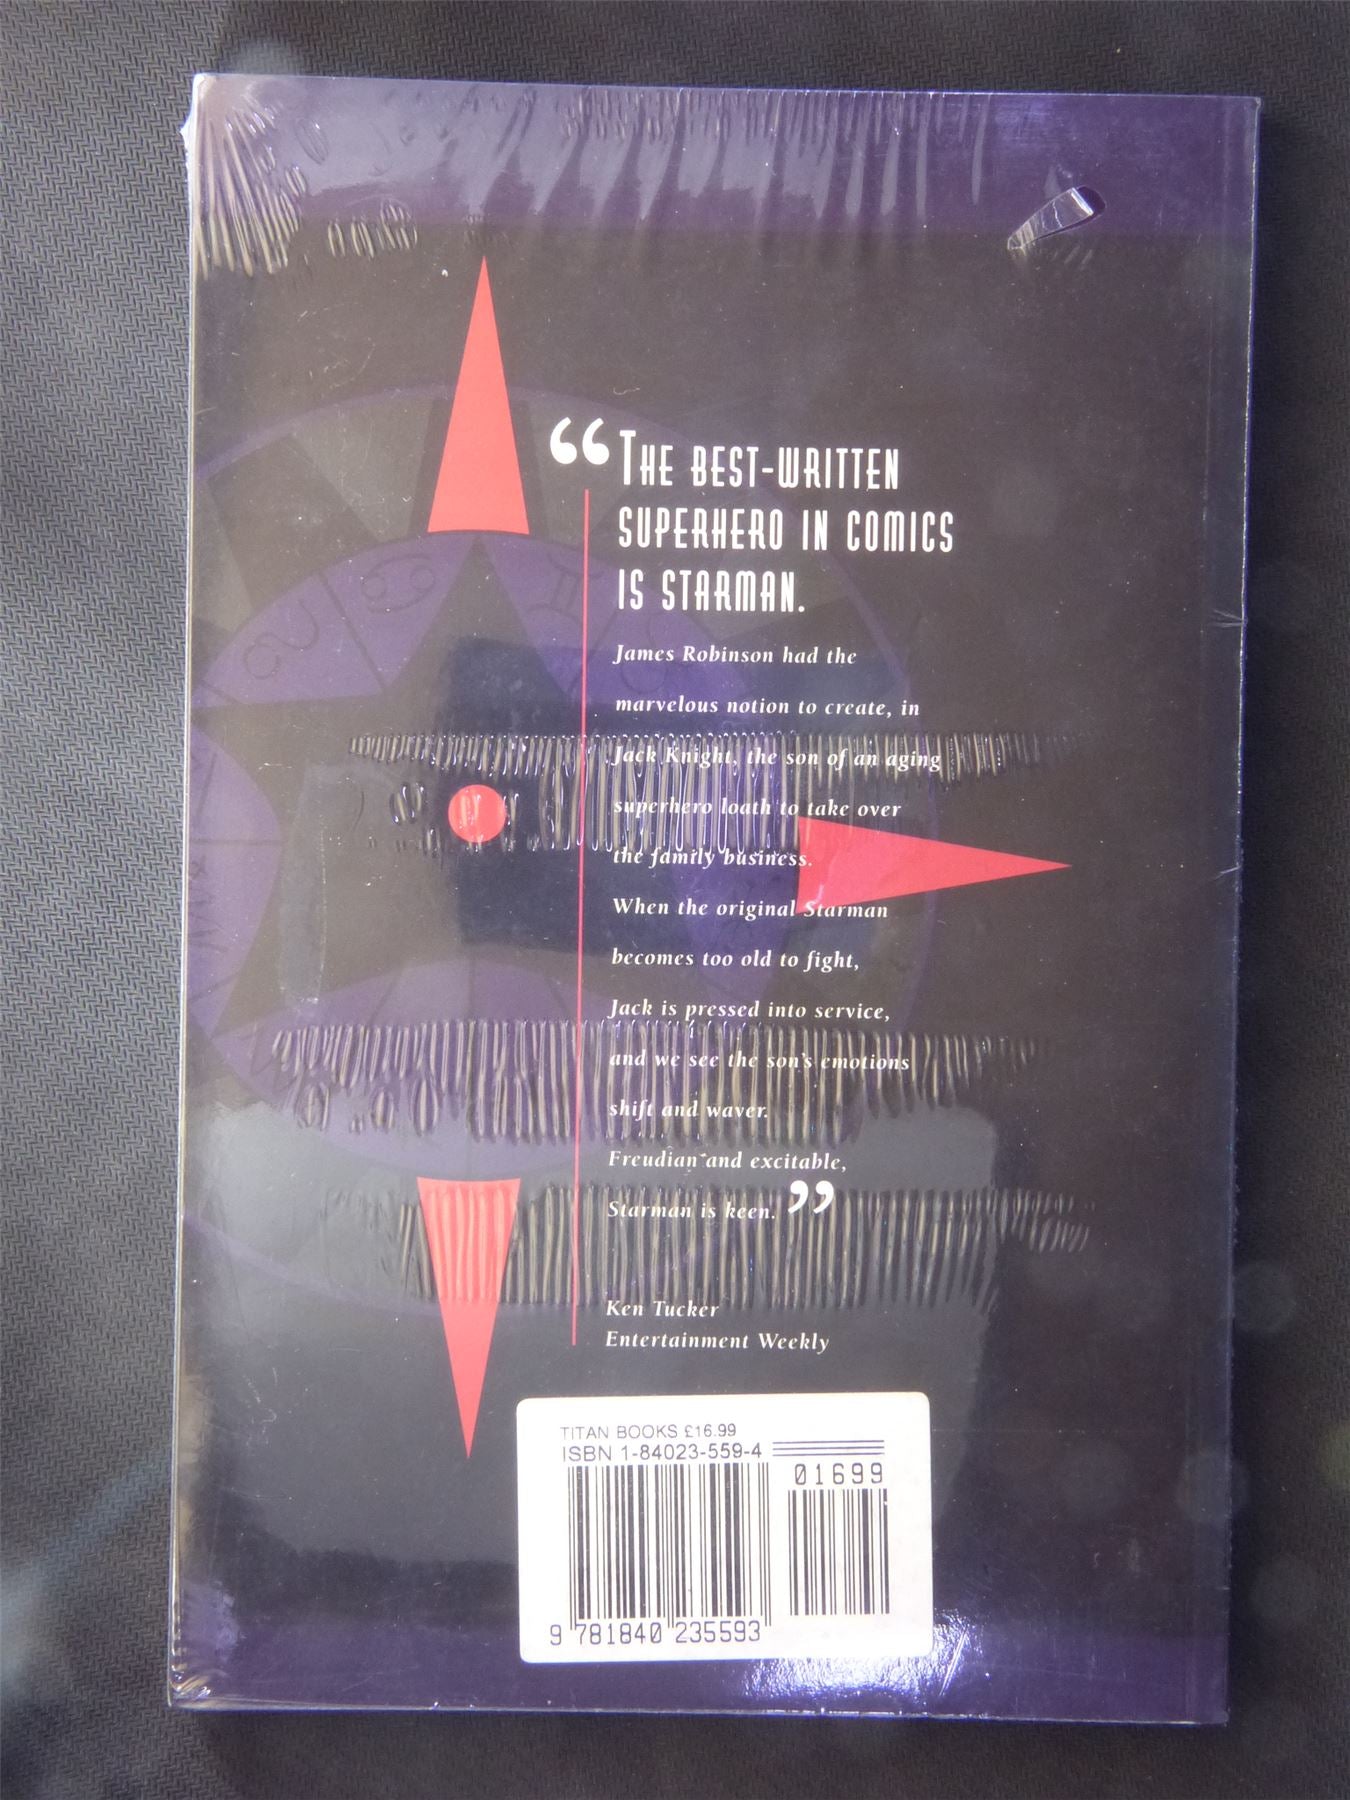 “ The best-written
superhero in comics
is Starman.
James Robinson had the
marvelous notion to create, in
Jack Knight, the son of an aging
superhero loath to take over
the family business.
When the original Starman
becomes too old to fight,
Jack is pressed into service,
and we see the son's emotions
shift and waver.
Freudian and excitable,
Starman is keen. ”
Ken Tucker
Entertainment Weekly
TITAN BOOKS £16.99
ISBN 1-84023-559-4
01699
9 781840 235593